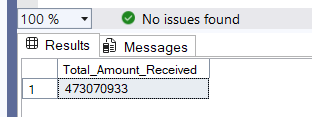 100 %
No issues found
Results Messages
Total_Amount_Received
1 473070933